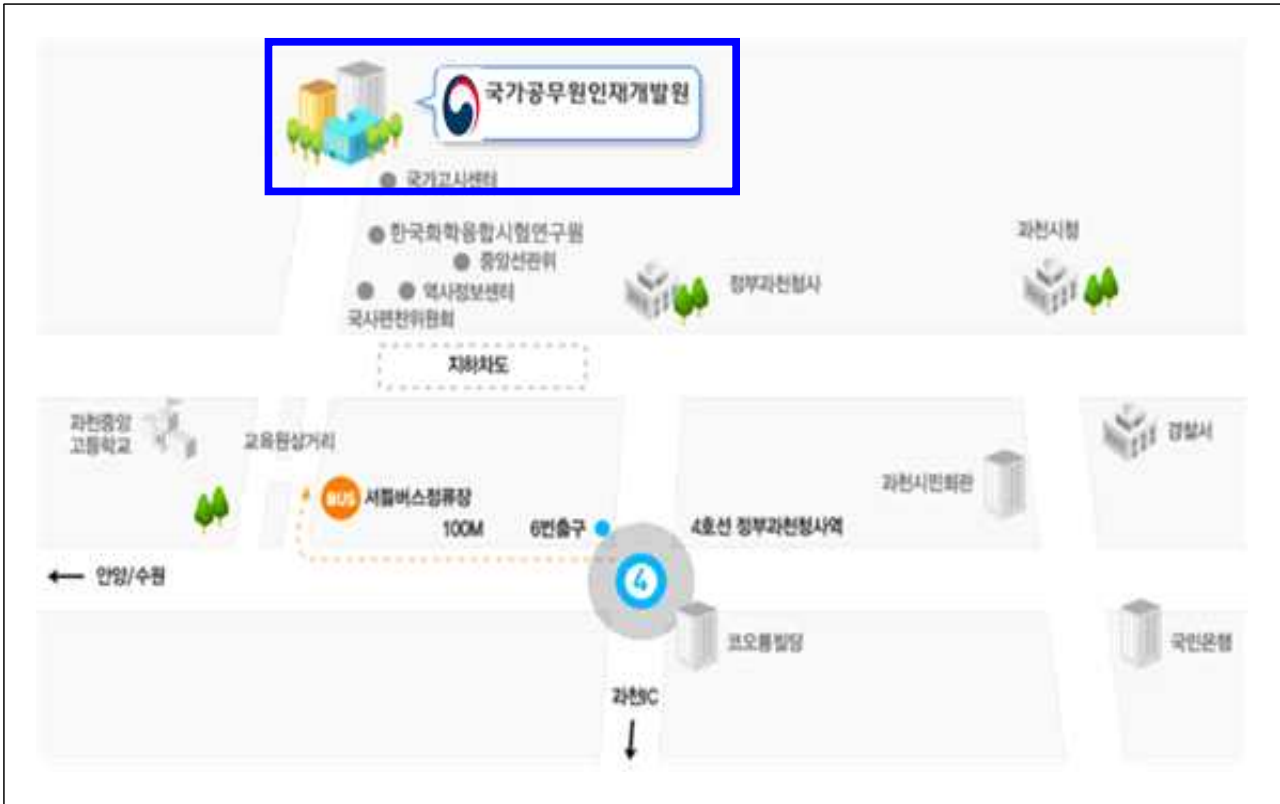 국가공무원인재개발원
국가고시센터
한국화학융합시험연구원
중앙선관위
역사정보센터
국사편찬위원회
정부과천청사
과천시청
지하차도
과천중앙
고등학교
교육원삼거리
BUS 셔틀버스정류장
100M
6번출구
4호선 정부과천청사역
과천시민회관
경찰서
안양/수원
4
코오롱빌딩
국민은행
과천IC